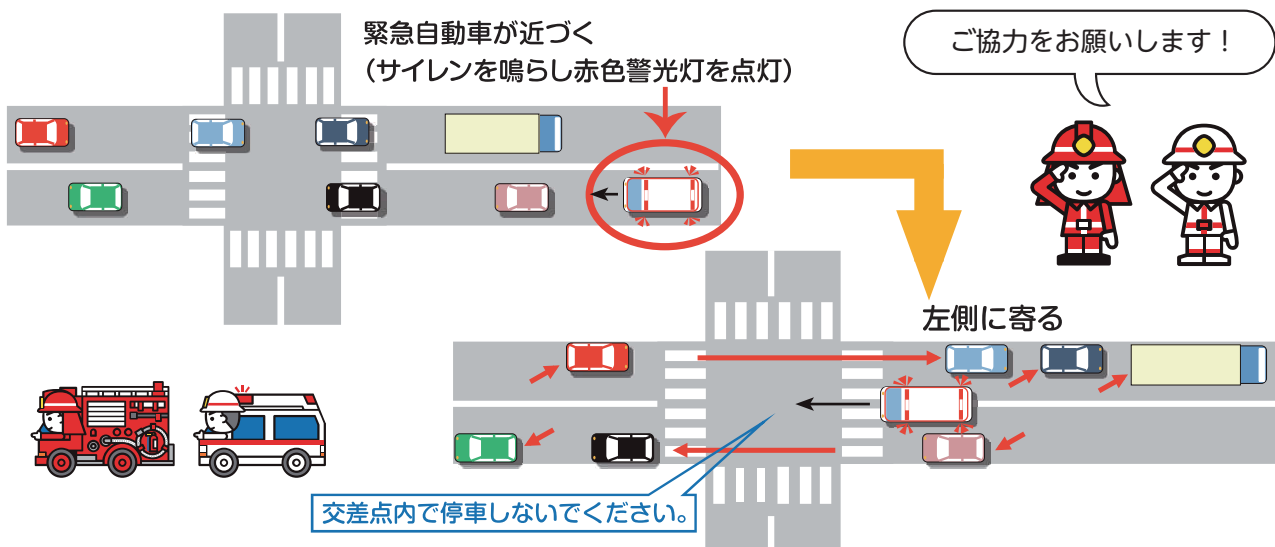 緊急自動車が近づく
（サイレンを鳴らし赤色警光灯を点灯）
ご協力をお願いします！
左側に寄る
交差点内で停車しないでください。